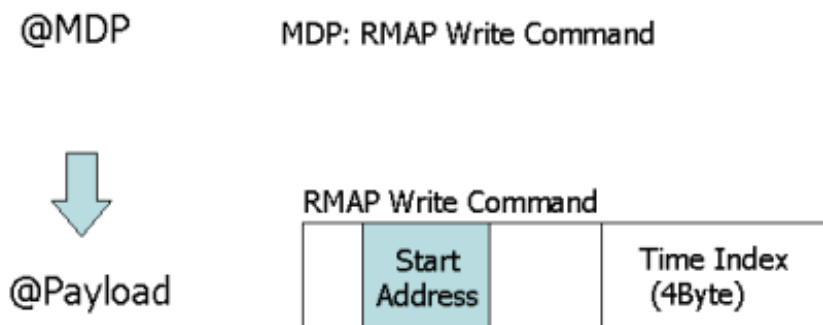 @MDP
MDP: RMAP Write Command
RMAP Write Command
@Payload
Start
Address
Time Index
(4Byte)